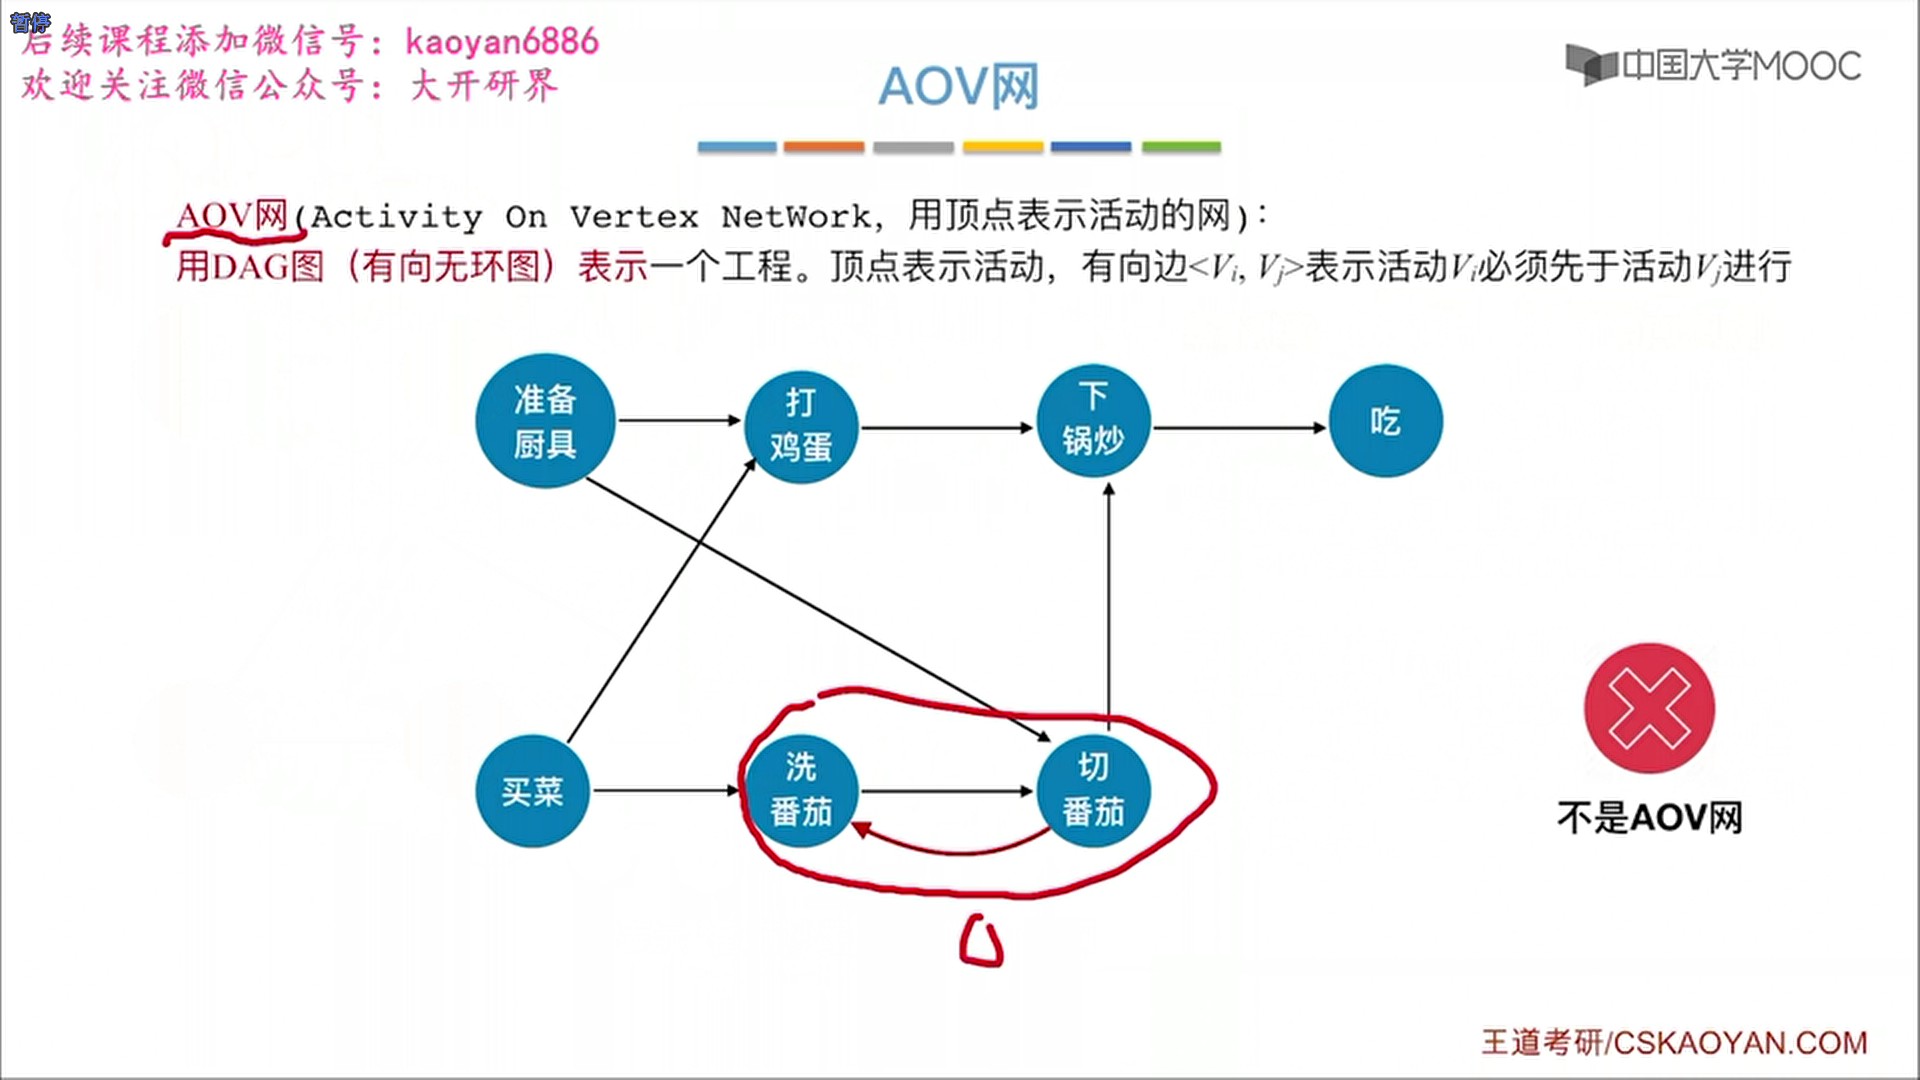 暂停
后续课程添加微信号：kaoyan6886
欢迎关注微信公众号：大开研界
中国大学MOOC
AOV网
AOV网(Activity On Vertex NetWork，用顶点表示活动的网)：
用DAG图（有向无环图）表示一个工程。顶点表示活动，有向边<Vi, Vj>表示活动Vi必须先于活动Vj进行
准备
厨具
打
鸡蛋
下
锅炒
吃
买菜
洗
番茄
切
番茄
不是AOV网
王道考研/CSKAOYAN.COM